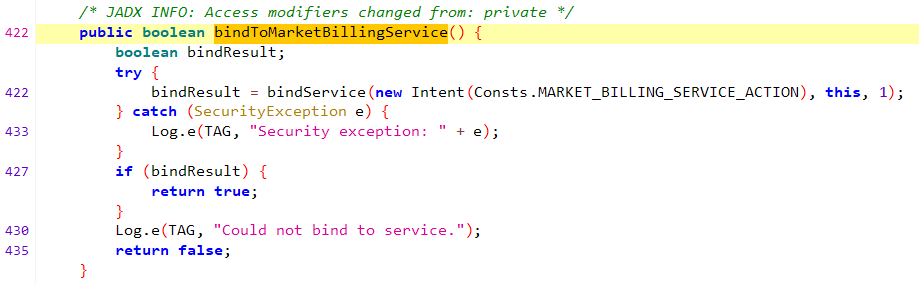 /* JADX INFO: Access modifiers changed from: private */
422 public boolean bindToMarketBillingService() {
boolean bindResult;
try {
422 bindResult = bindService(new Intent(Consts.MARKET_BILLING_SERVICE_ACTION), this, 1);
} catch (SecurityException e) {
433 Log.e(TAG, "Security exception: " + e);
}
427 if (bindResult) {
return true;
}
430 Log.e(TAG, "Could not bind to service.");
435 return false;
}